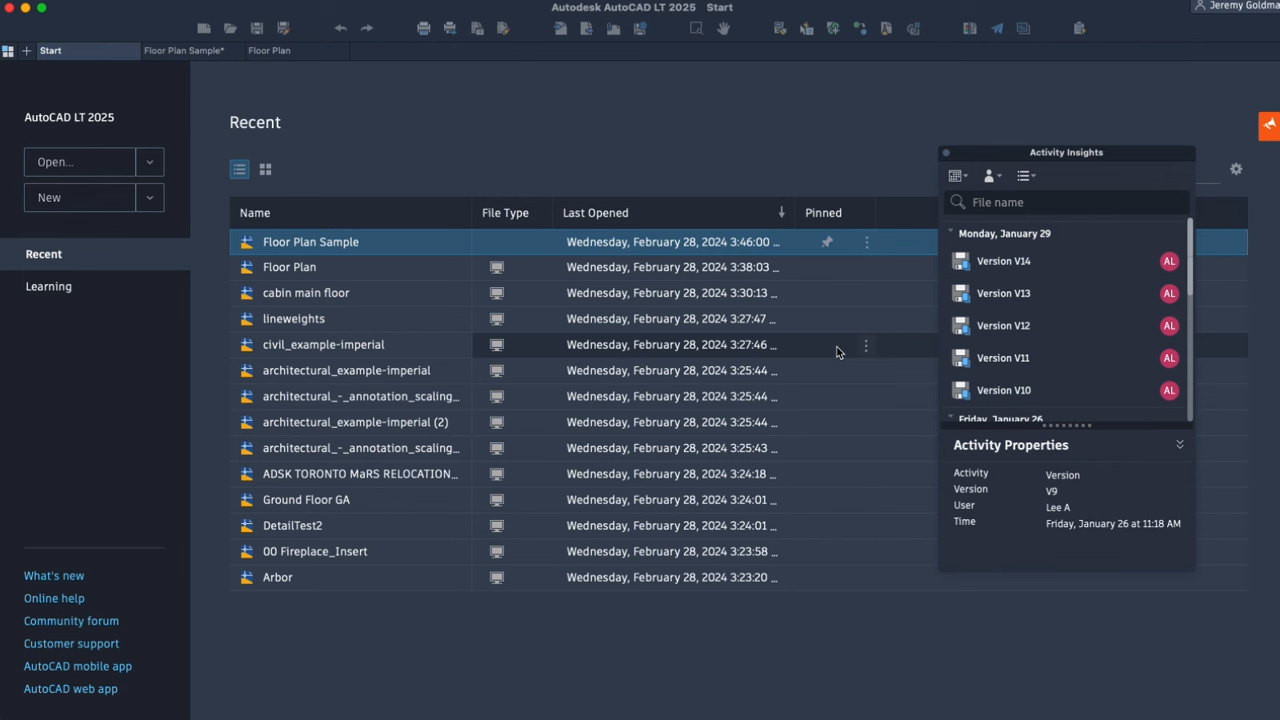 Autodesk AutoCAD LT 2025 Start
Jeremy Goldma
Start
Floor Plan Sample*
Floor Plan
AutoCAD LT 2025
Open...
New
Recent
Learning
What's new
Online help
Community forum
Customer support
AutoCAD mobile app
AutoCAD web app
Recent
Name File Type Last Opened Pinned
Floor Plan Sample Wednesday, February 28, 2024 3:46:00 ...
Floor Plan Wednesday, February 28, 2024 3:38:03 ...
cabin main floor Wednesday, February 28, 2024 3:30:13 ...
lineweights Wednesday, February 28, 2024 3:27:47 ...
civil_example-imperial Wednesday, February 28, 2024 3:27:46 ...
architectural_example-imperial Wednesday, February 28, 2024 3:25:44 ...
architectural_-_annotation_scaling... Wednesday, February 28, 2024 3:25:44 ...
architectural_example-imperial (2) Wednesday, February 28, 2024 3:25:44 ...
architectural_-_annotation_scaling... Wednesday, February 28, 2024 3:25:43 ...
ADSK TORONTO MaRS RELOCATION... Wednesday, February 28, 2024 3:24:18 ...
Ground Floor GA Wednesday, February 28, 2024 3:24:01 ...
DetailTest2 Wednesday, February 28, 2024 3:24:01 ...
00 Fireplace_Insert Wednesday, February 28, 2024 3:23:58 ...
Arbor Wednesday, February 28, 2024 3:23:20 ...
Activity Insights
File name
Monday, January 29
Version V14 AL
Version V13 AL
Version V12 AL
Version V11 AL
Version V10 AL
Friday, January 26
Activity Properties
Activity Version
Version V9
User Lee A
Time Friday, January 26 at 11:18 AM